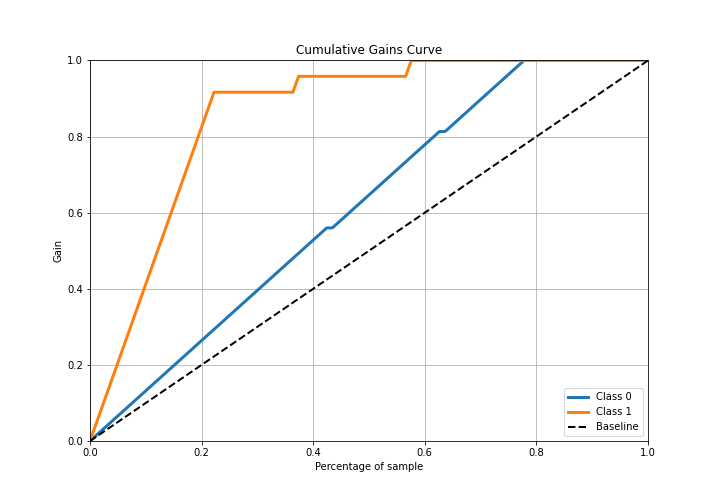 Cumulative Gains Curve
1.0
0.8
0.6
0.4
0.2
0.0
Gain
0.0 0.2 0.4 0.6 0.8 1.0
Percentage of sample
Class 0
Class 1
Baseline